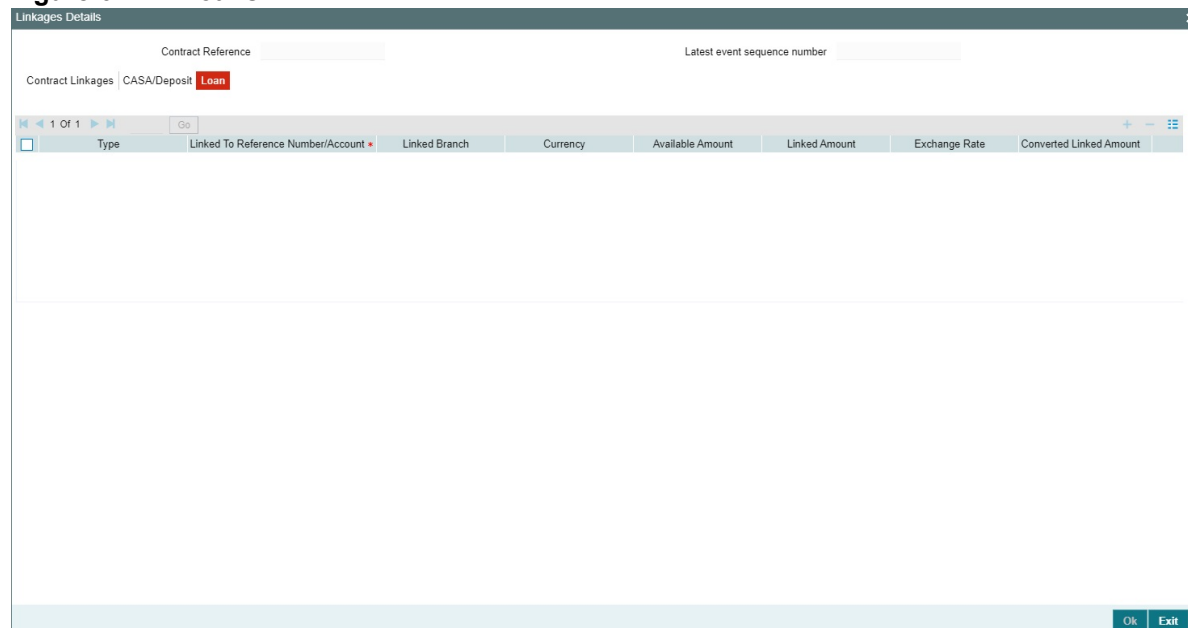 Linkages Details
Contract Reference Latest event sequence number
Contract Linkages CASA/Deposit Loan
1 Of 1 Go
Type Linked To Reference Number/Account * Linked Branch Currency Available Amount Linked Amount Exchange Rate Converted Linked Amount
Ok Exit